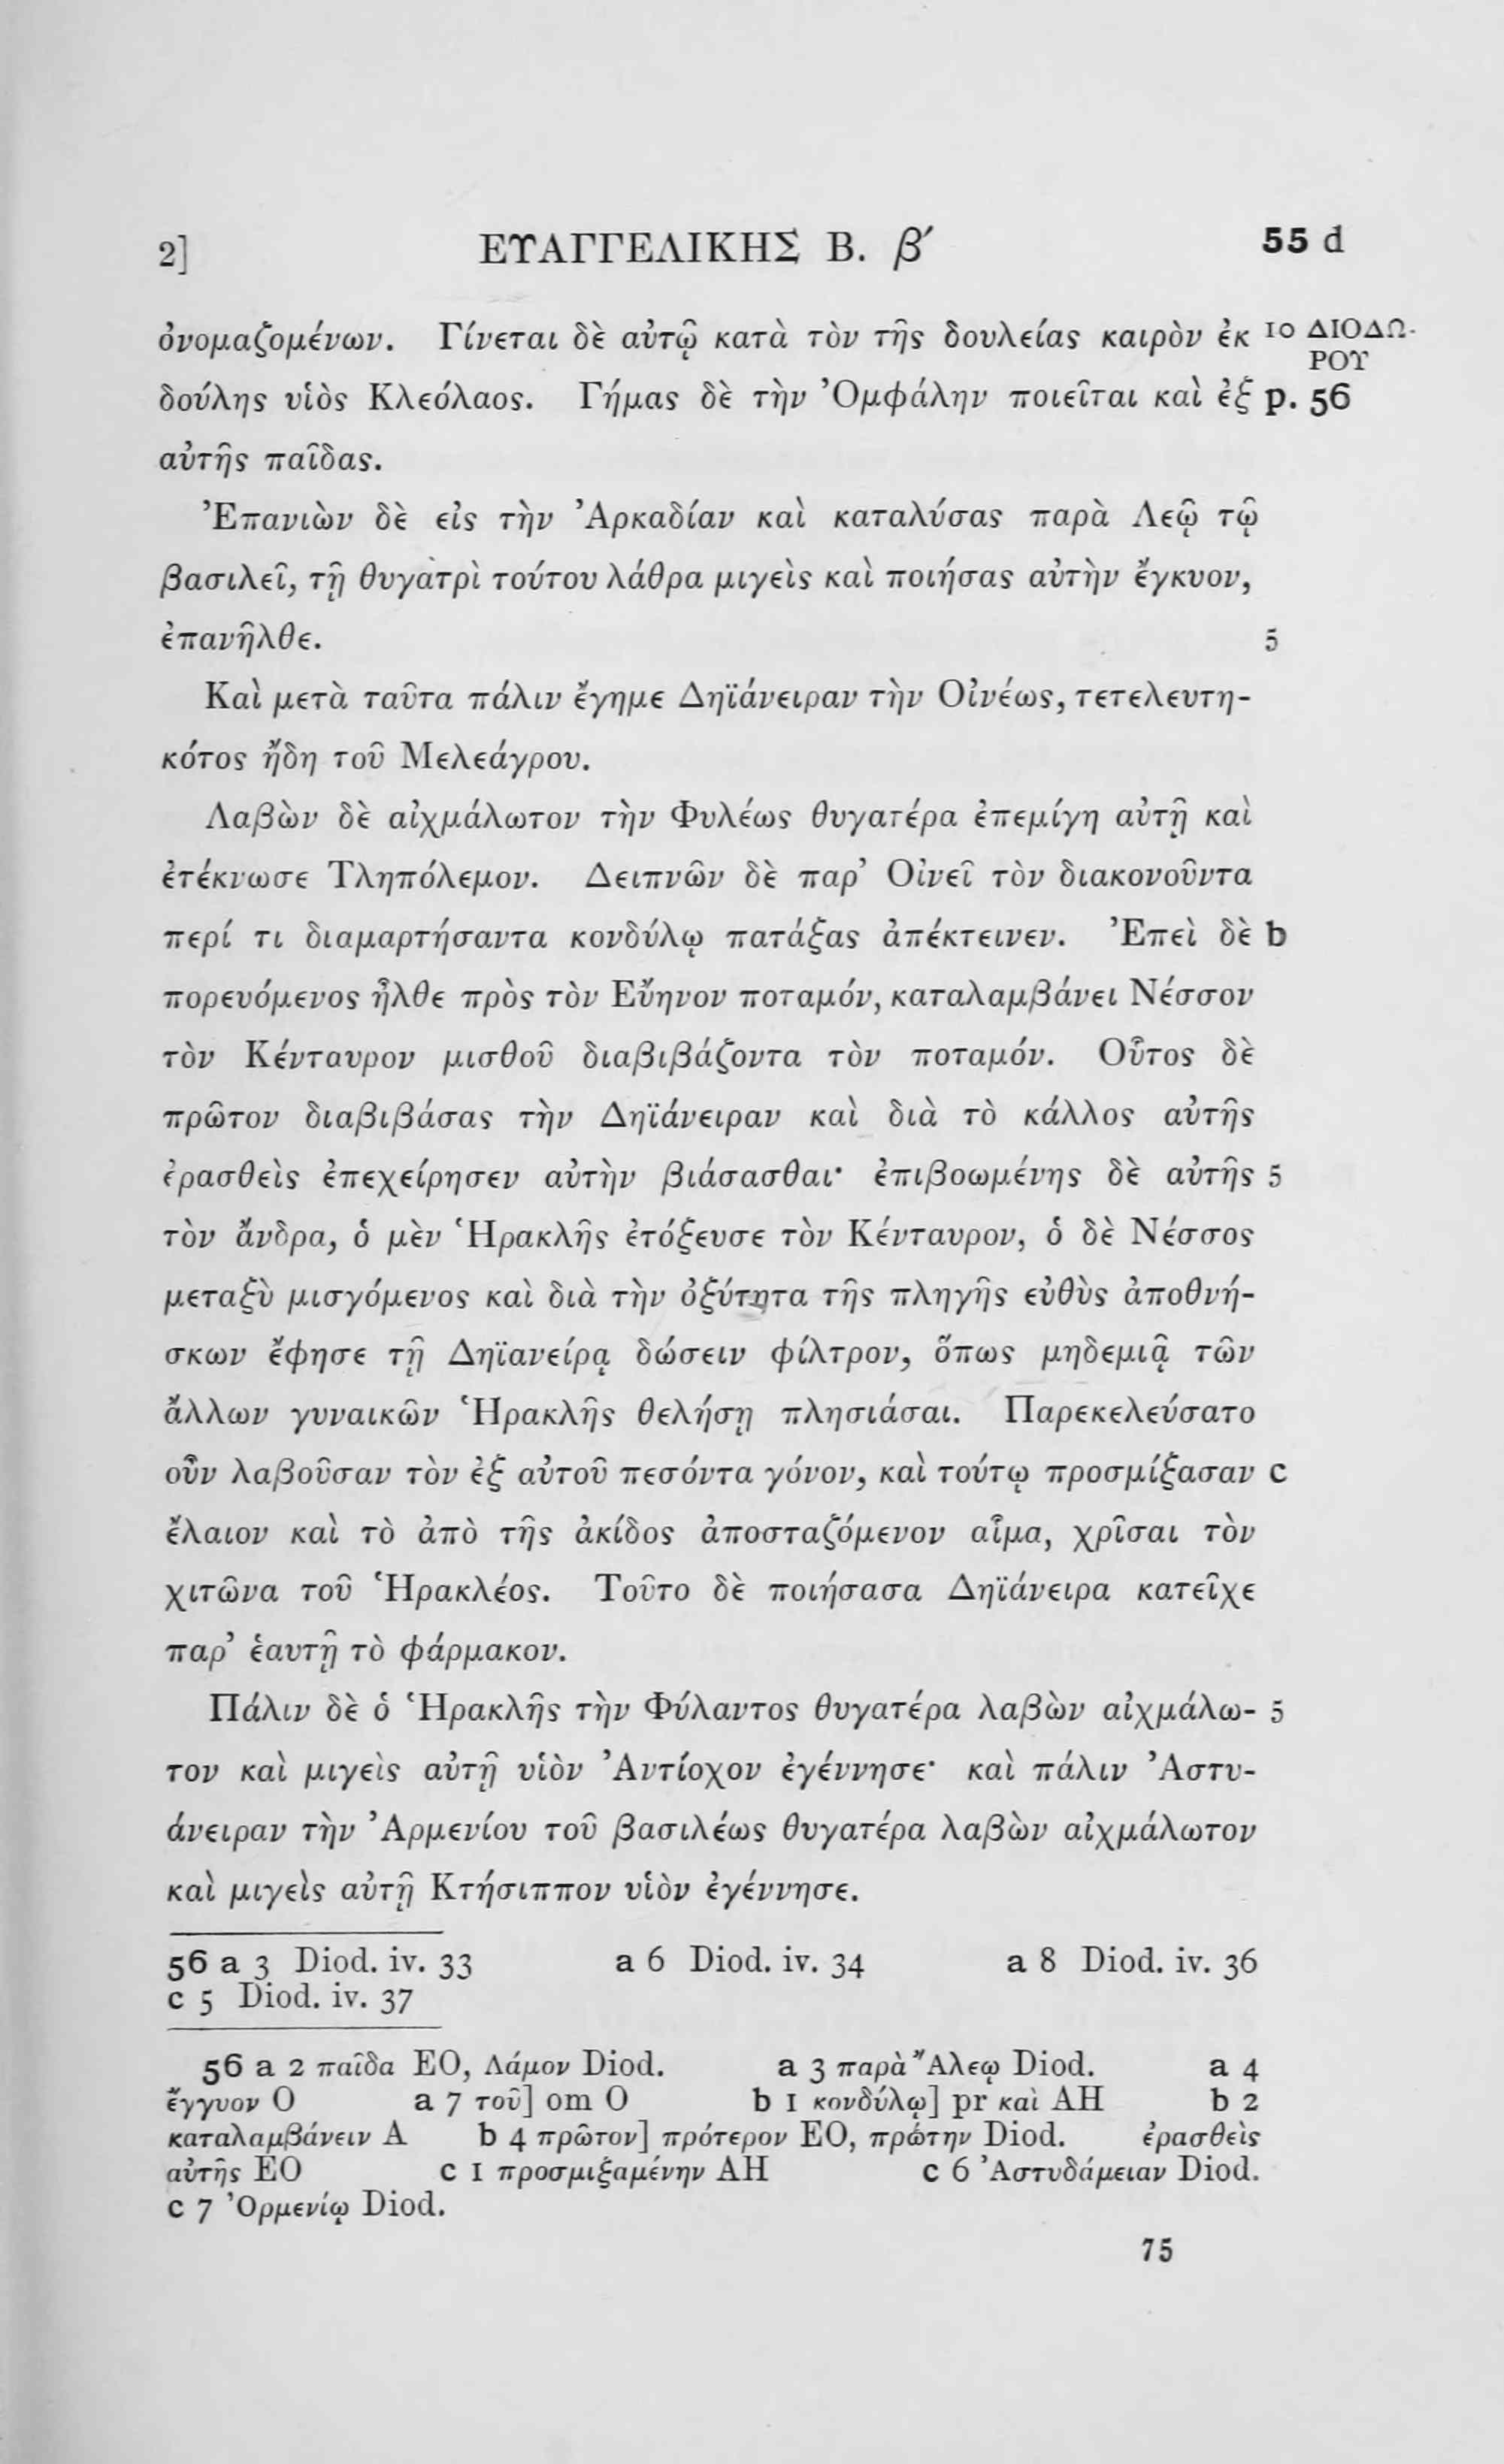 2] ΕΥΑΓΓΕΛΙΚΗΣ Β. β′ 55 d
ὀνομαζομένων. Γίνεται δὲ αὐτῷ κατὰ τὸν τῆς δουλείας καιρὸν ἐκ 10 ΔΙΟΔΩ-
ΡΟΥ
δούλης υἱὸς Κλεόλαος. Γήμας δὲ τὴν Ὀμφάλην ποιεῖται καὶ ἐξ p. 56
αὐτῆς παῖδας.
Ἐπανιὼν δὲ εἰς τὴν Ἀρκαδίαν καὶ καταλύσας παρὰ Λεῷ τῷ
βασιλεῖ, τῇ θυγατρὶ τούτου λάθρα μιγεὶς καὶ ποιήσας αὐτὴν ἔγκυον,
ἐπανῆλθε. 5
Καὶ μετὰ ταῦτα πάλιν ἔγημε Δηϊάνειραν τὴν Οἰνέως, τετελευτη-
κότος ἤδη τοῦ Μελεάγρου.
Λαβὼν δὲ αἰχμάλωτον τὴν Φυλέως θυγατέρα ἐπεμίγη αὐτῇ καὶ
ἐτέκνωσε Τληπόλεμον. Δειπνῶν δὲ παρ’ Οἰνεῖ τὸν διακονοῦντα
περί τι διαμαρτήσαντα κονδύλῳ πατάξας ἀπέκτεινεν. Ἐπεὶ δὲ b
πορευόμενος ἦλθε πρὸς τὸν Εὔηνον ποταμόν, καταλαμβάνει Νέσσον
τὸν Κένταυρον μισθοῦ διαβιβάζοντα τὸν ποταμόν. Οὗτος δὲ
πρῶτον διαβιβάσας τὴν Δηϊάνειραν καὶ διὰ τὸ κάλλος αὐτῆς
ἐρασθεὶς ἐπεχείρησεν αὐτὴν βιάσασθαι· ἐπιβοωμένης δὲ αὐτῆς 5
τὸν ἄνδρα, ὁ μὲν Ἡρακλῆς ἐτόξευσε τὸν Κένταυρον, ὁ δὲ Νέσσος
μεταξὺ μισγόμενος καὶ διὰ τὴν ὀξύτητα τῆς πληγῆς εὐθὺς ἀποθνή-
σκων ἔφησε τῇ Δηϊανείρᾳ δώσειν φίλτρον, ὅπως μηδεμιᾷ τῶν
ἄλλων γυναικῶν Ἡρακλῆς θελήσῃ πλησιάσαι. Παρεκελεύσατο
οὖν λαβοῦσαν τὸν ἐξ αὐτοῦ πεσόντα γόνον, καὶ τούτῳ προσμίξασαν c
ἔλαιον καὶ τὸ ἀπὸ τῆς ἀκίδος ἀποσταζόμενον αἷμα, χρῖσαι τὸν
χιτῶνα τοῦ Ἡρακλέος. Τοῦτο δὲ ποιήσασα Δηϊάνειρα κατεῖχε
παρ’ ἑαυτῇ τὸ φάρμακον.
Πάλιν δὲ ὁ Ἡρακλῆς τὴν Φύλαντος θυγατέρα λαβὼν αἰχμάλω- 5
τον καὶ μιγεὶς αὐτῇ υἱὸν Ἀντίοχον ἐγέννησε· καὶ πάλιν Ἀστυ-
άνειραν τὴν Ἀρμενίου τοῦ βασιλέως θυγατέρα λαβὼν αἰχμάλωτον
καὶ μιγεὶς αὐτῇ Κτήσιππον υἱὸν ἐγέννησε.
56 a 3 Diod. iv. 33 a 6 Diod. iv. 34 a 8 Diod. iv. 36
c 5 Diod. iv. 37
56 a 2 παῖδα EO, Λάμον Diod. a 3 παρὰ Ἄλεῳ Diod. a 4
ἔγγυον O a 7 τοῦ] om O b 1 κονδύλῳ] pr καὶ AH b 2
καταλαμβάνειν A b 4 πρῶτον] πρότερον EO, πρώτην Diod. ἐρασθεὶς
αὐτῆς EO c 1 προσμιξαμένην AH c 6 Ἀστυδάμειαν Diod.
c 7 Ὀρμενίῳ Diod.
75